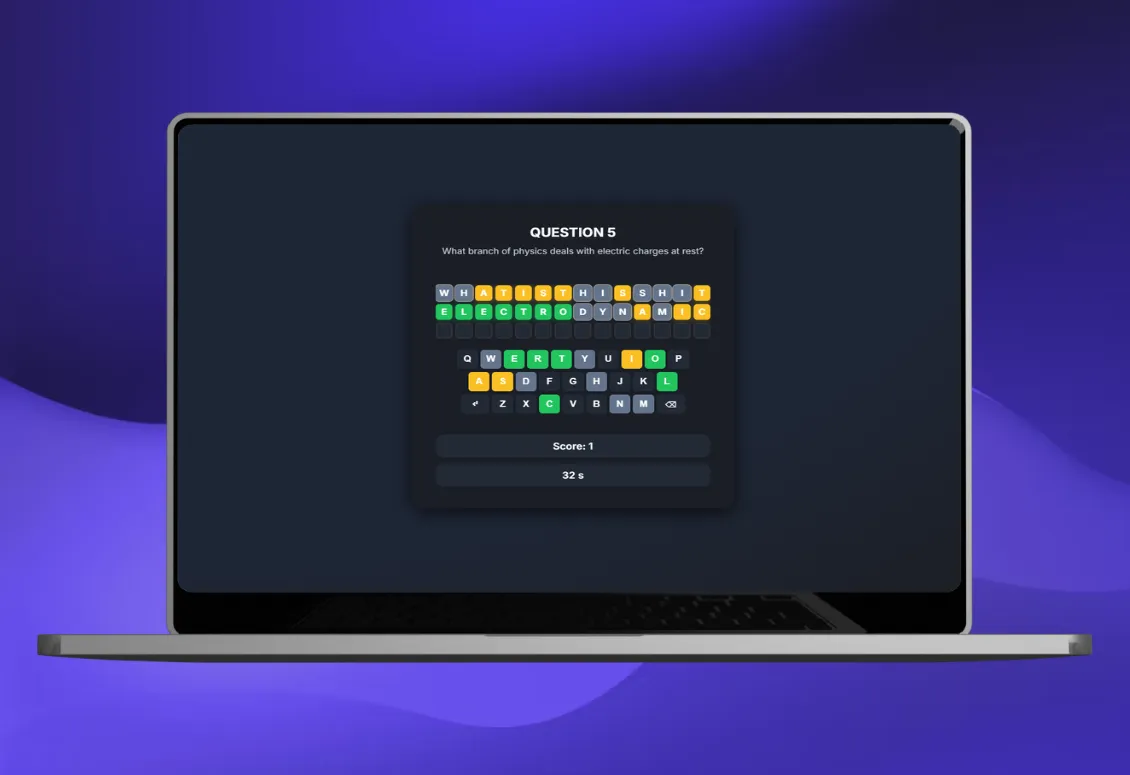 QUESTION 5
What branch of physics deals with electric charges at rest?
W H A T I S T H I S S H I T
E L E C T R O D Y N A M I C
Q W E R T Y U I O P
A S D F G H J K L
↵ Z X C V B N M ⌫
Score: 1
32 s